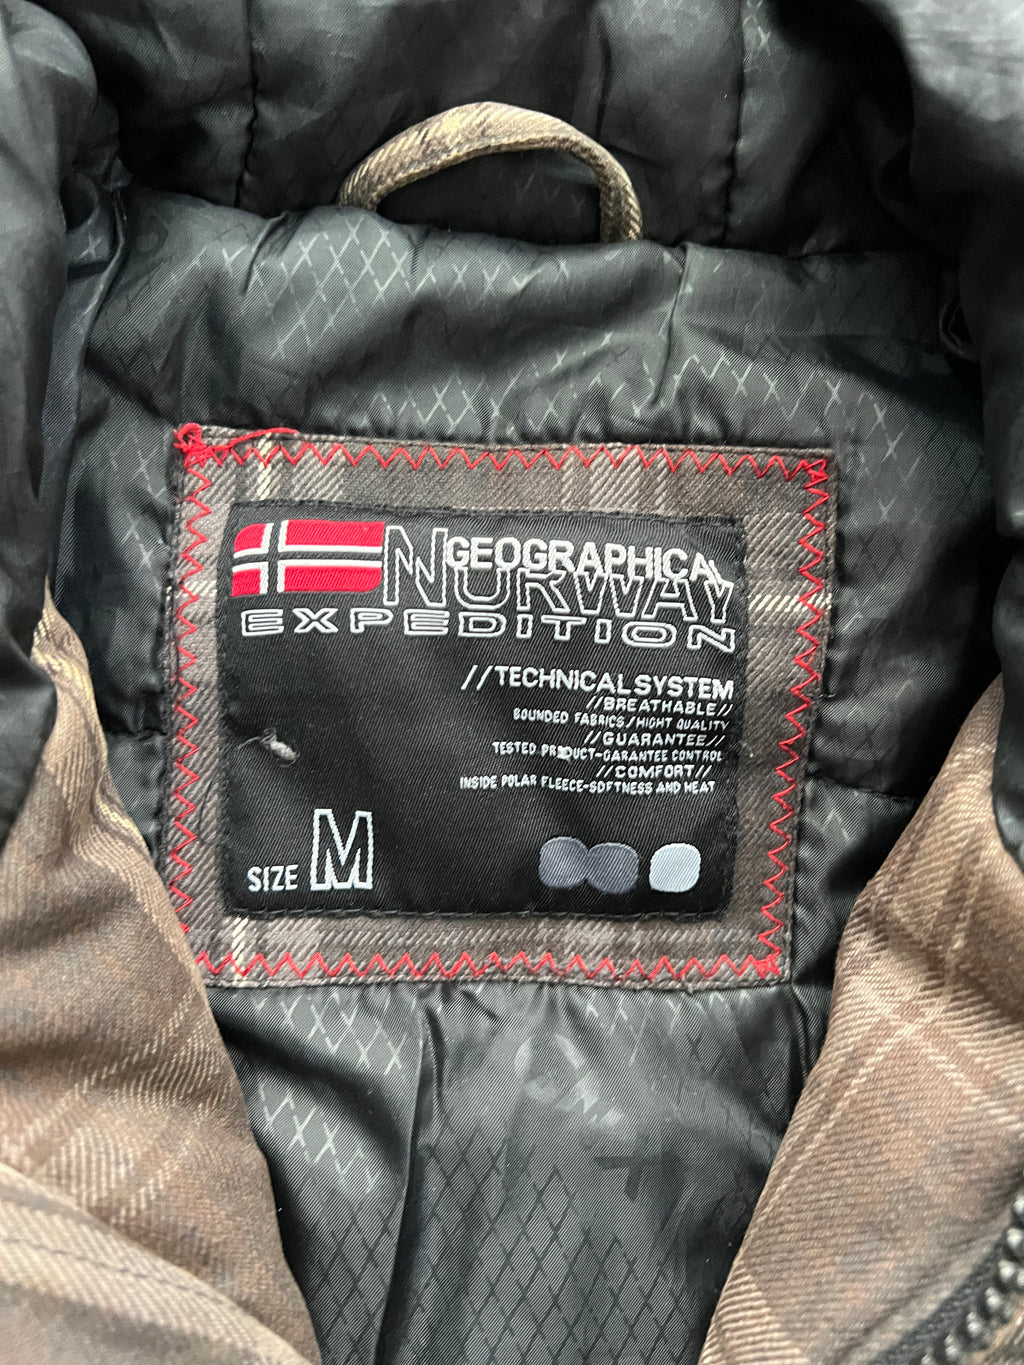 GEOGRAPHICAL
NORWAY
EXPEDITION
//TECHNICALSYSTEM
//BREATHABLE//
BOUNDED FABRICS/HIGHT QUALITY
//GUARANTEE//
TESTED PRODUCT-GARANTEE CONTROL
//COMFORT//
INSIDE POLAR FLEECE-SOFTNESS AND HEAT
SIZE M